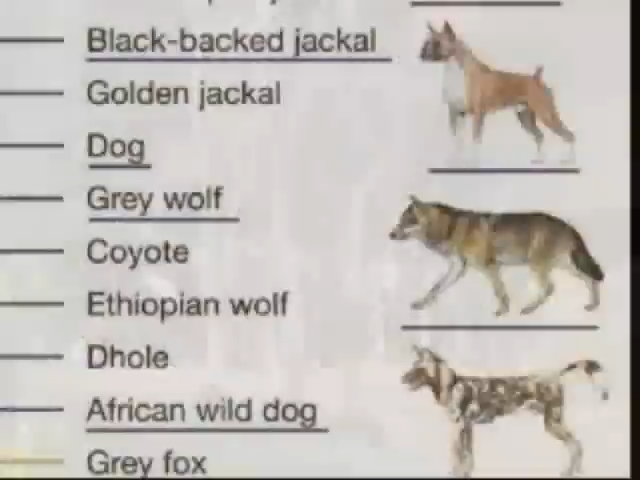 Black-backed jackal
Golden jackal
Dog
Grey wolf
Coyote
Ethiopian wolf
Dhole
African wild dog
Grey fox